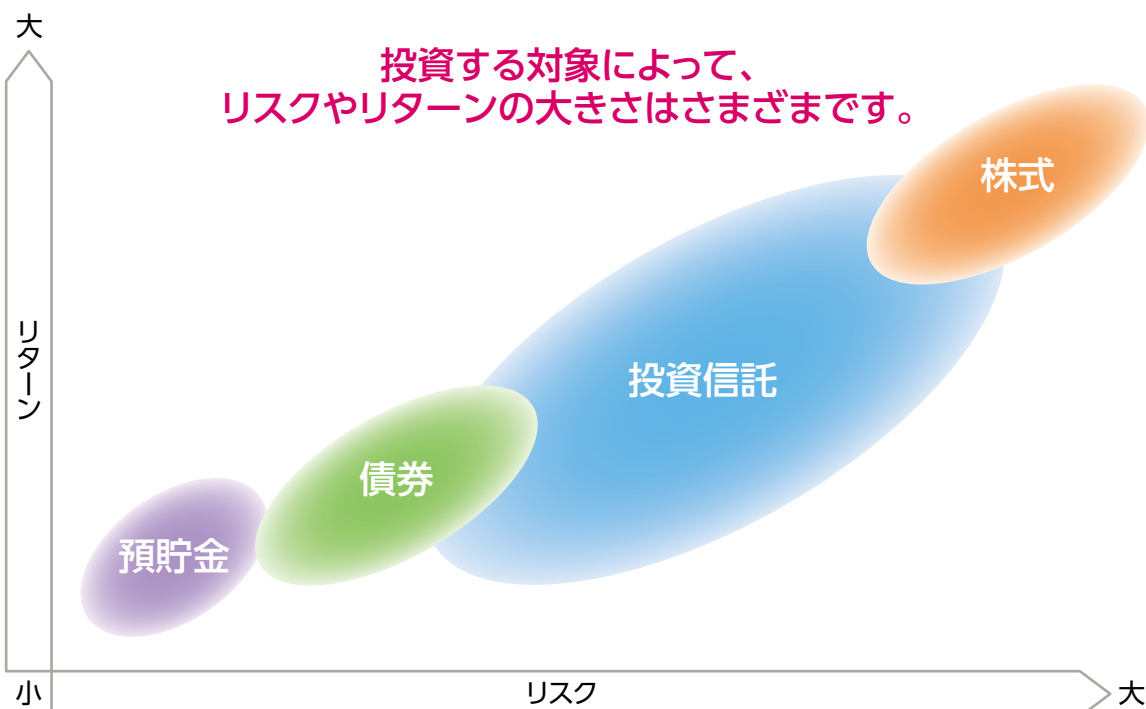 大
投資する対象によって、
リスクやリターンの大きさはさまざまです。
株式
投資信託
リターン
債券
預貯金
小
リスク
大